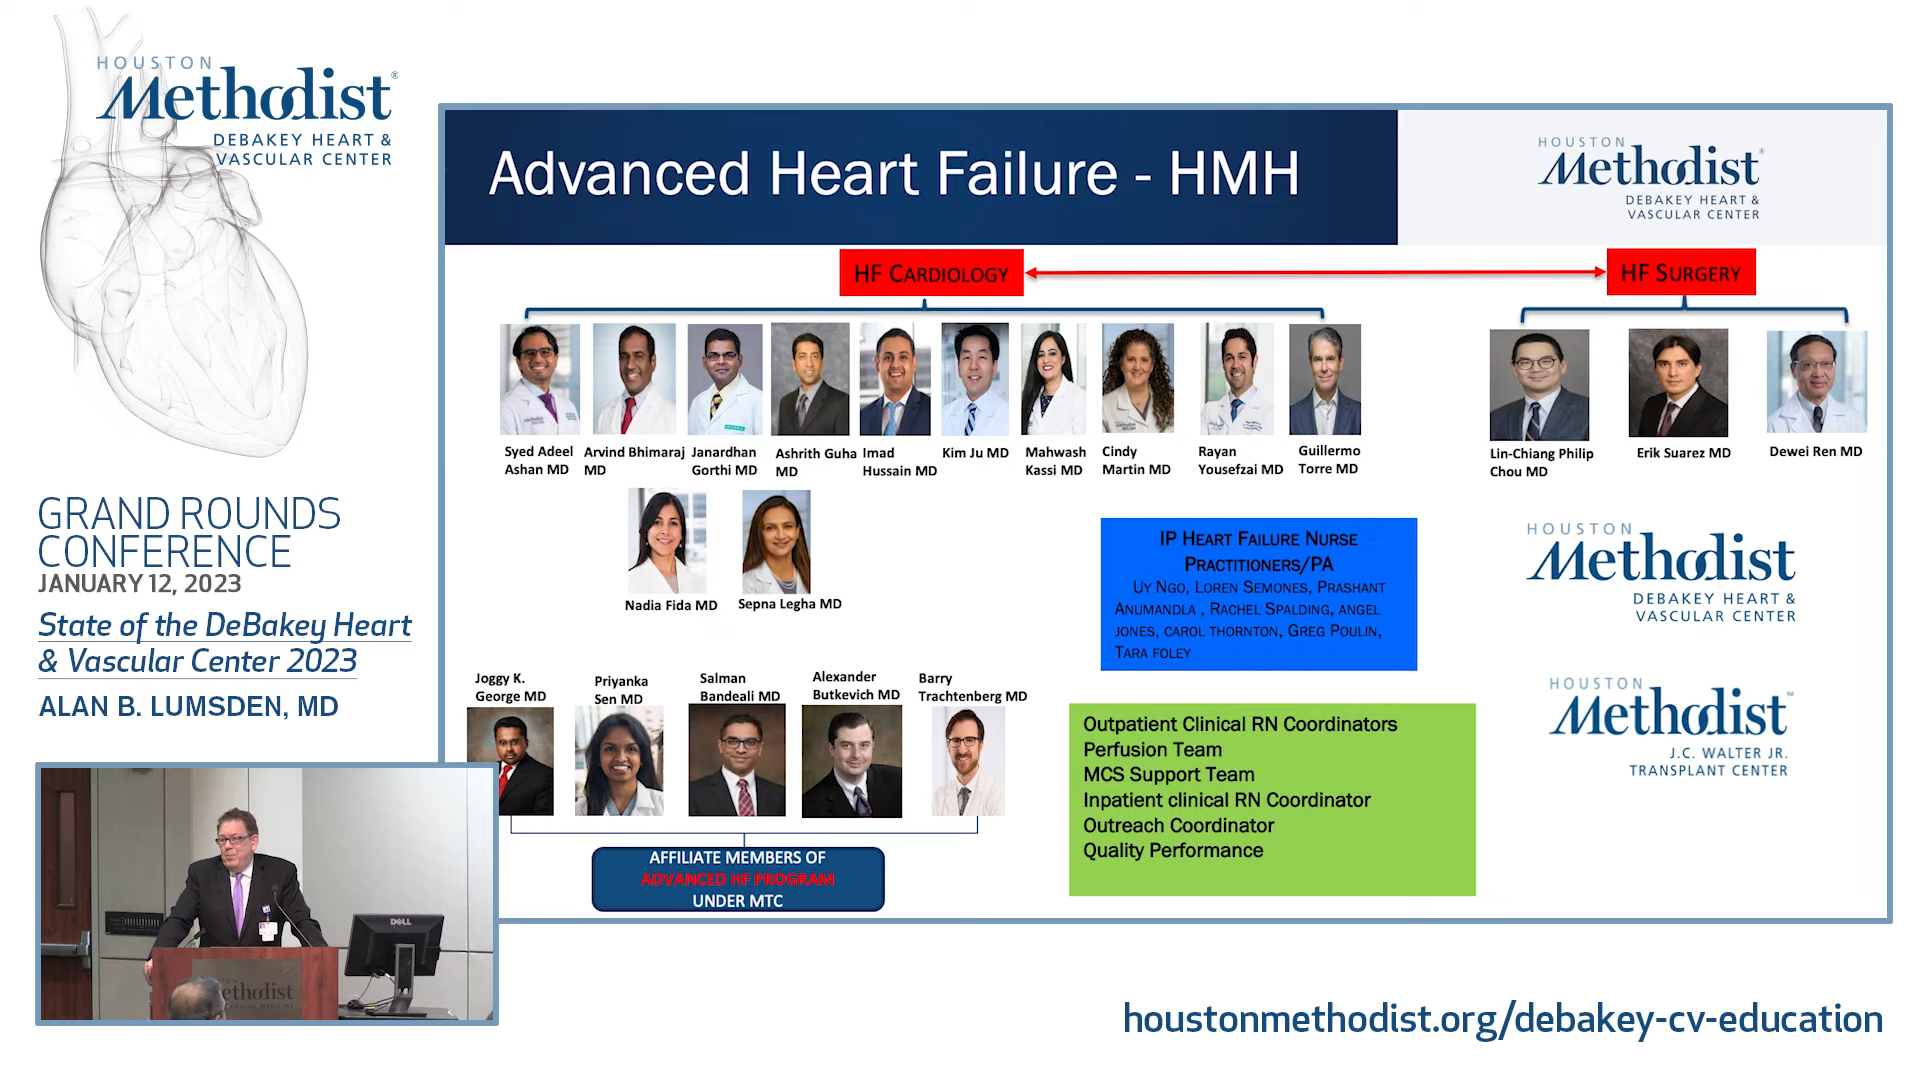 HOUSTON
Methodist®
DEBAKEY HEART &
VASCULAR CENTER
GRAND ROUNDS
CONFERENCE
JANUARY 12, 2023
State of the DeBakey Heart
& Vascular Center 2023
ALAN B. LUMSDEN, MD
Advanced Heart Failure - HMH
HOUSTON
Methodist®
DEBAKEY HEART &
VASCULAR CENTER
HF CARDIOLOGY
HF SURGERY
Syed Adeel
Ashan MD
Arvind Bhimaraj
MD
Janardhan
Gorthi MD
Ashrith Guha
MD
Imad
Hussain MD
Kim Ju MD
Mahwash
Kassi MD
Cindy
Martin MD
Rayan
Yousefzai MD
Guillermo
Torre MD
Lin-Chiang Philip
Chou MD
Erik Suarez MD
Dewei Ren MD
Nadia Fida MD
Sepna Legha MD
IP HEART FAILURE NURSE
PRACTITIONERS/PA
UY NGO, LOREN SEMONES, PRASHANT
ANUMANDLA , RACHEL SPALDING, ANGEL
JONES, CAROL THORNTON, GREG POULIN,
TARA FOLEY
HOUSTON
Methodist
DEBAKEY HEART &
VASCULAR CENTER
Joggy K.
George MD
Priyanka
Sen MD
Salman
Bandeali MD
Alexander
Butkevich MD
Barry
Trachtenberg MD
AFFILIATE MEMBERS OF
ADVANCED HF PROGRAM
UNDER MTC
Outpatient Clinical RN Coordinators
Perfusion Team
MCS Support Team
Inpatient clinical RN Coordinator
Outreach Coordinator
Quality Performance
HOUSTON
Methodist℠
J.C. WALTER JR.
TRANSPLANT CENTER
DELL
ethodist
houstonmethodist.org/debakey-cv-education